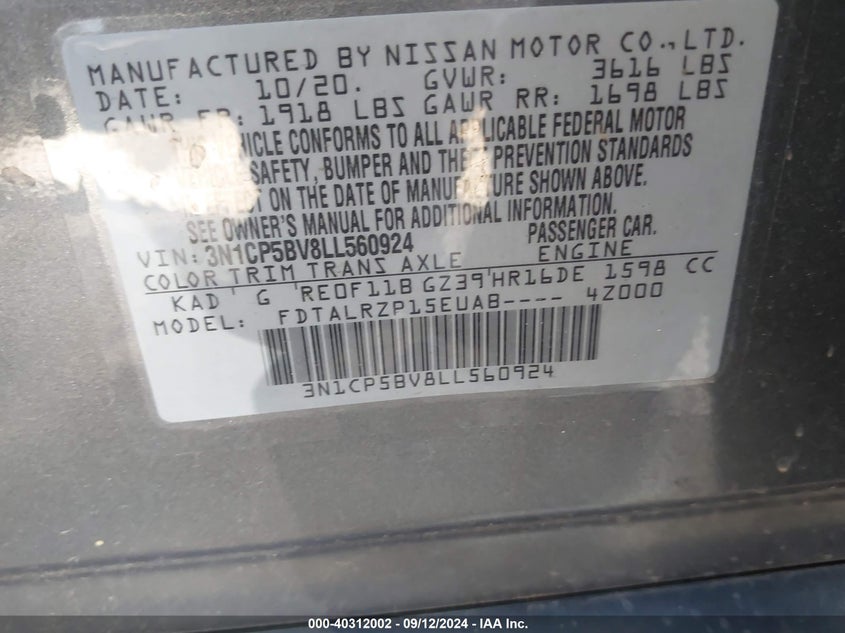 MANUFACTURED BY NISSAN MOTOR CO.,LTD.
DATE: 10/20. GVWR: 3616 LBS
GAWR FR: 1918 LBS GAWR RR: 1698 LBS
CONFORMS TO ALL APPLICABLE FEDERAL MOTOR
SAFETY, BUMPER AND PREVENTION STANDARDS
ON THE DATE OF MANUFACTURE SHOWN ABOVE.
SEE OWNER'S MANUAL FOR ADDITIONAL INFORMATION.
VIN: 3N1CP5BV8LL560924 PASSENGER CAR.
COLOR TRIM TRANS AXLE ENGINE
KAD G RE0F11B GZ39 HR16DE 1598 CC
MODEL: FDTALRZP15EUAB---- 4Z000
3N1CP5BV8LL560924
000-40312002 - 09/12/2024 - IAA Inc.